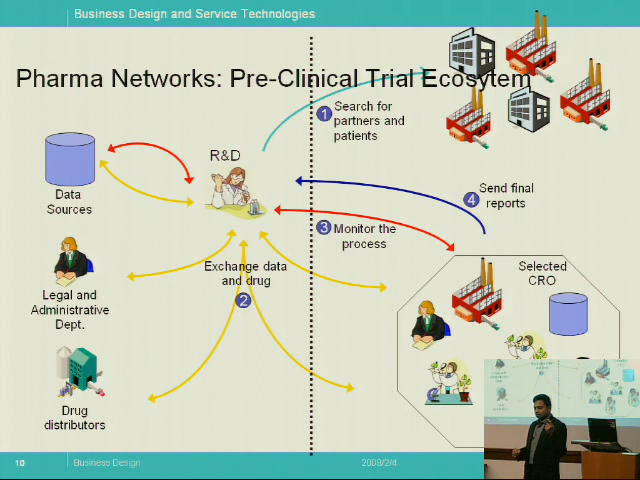 Business Design and Service Technologies
Pharma Networks: Pre-Clinical Trial Ecosytem
1
Search for
partners and
patients
R&D
Data
Sources
4
Send final
reports
3
Monitor the
process
Exchange data
and drug
2
Legal and
Administrative
Dept.
Selected
CRO
Drug
distributors
10
Business Design
2009/2/4